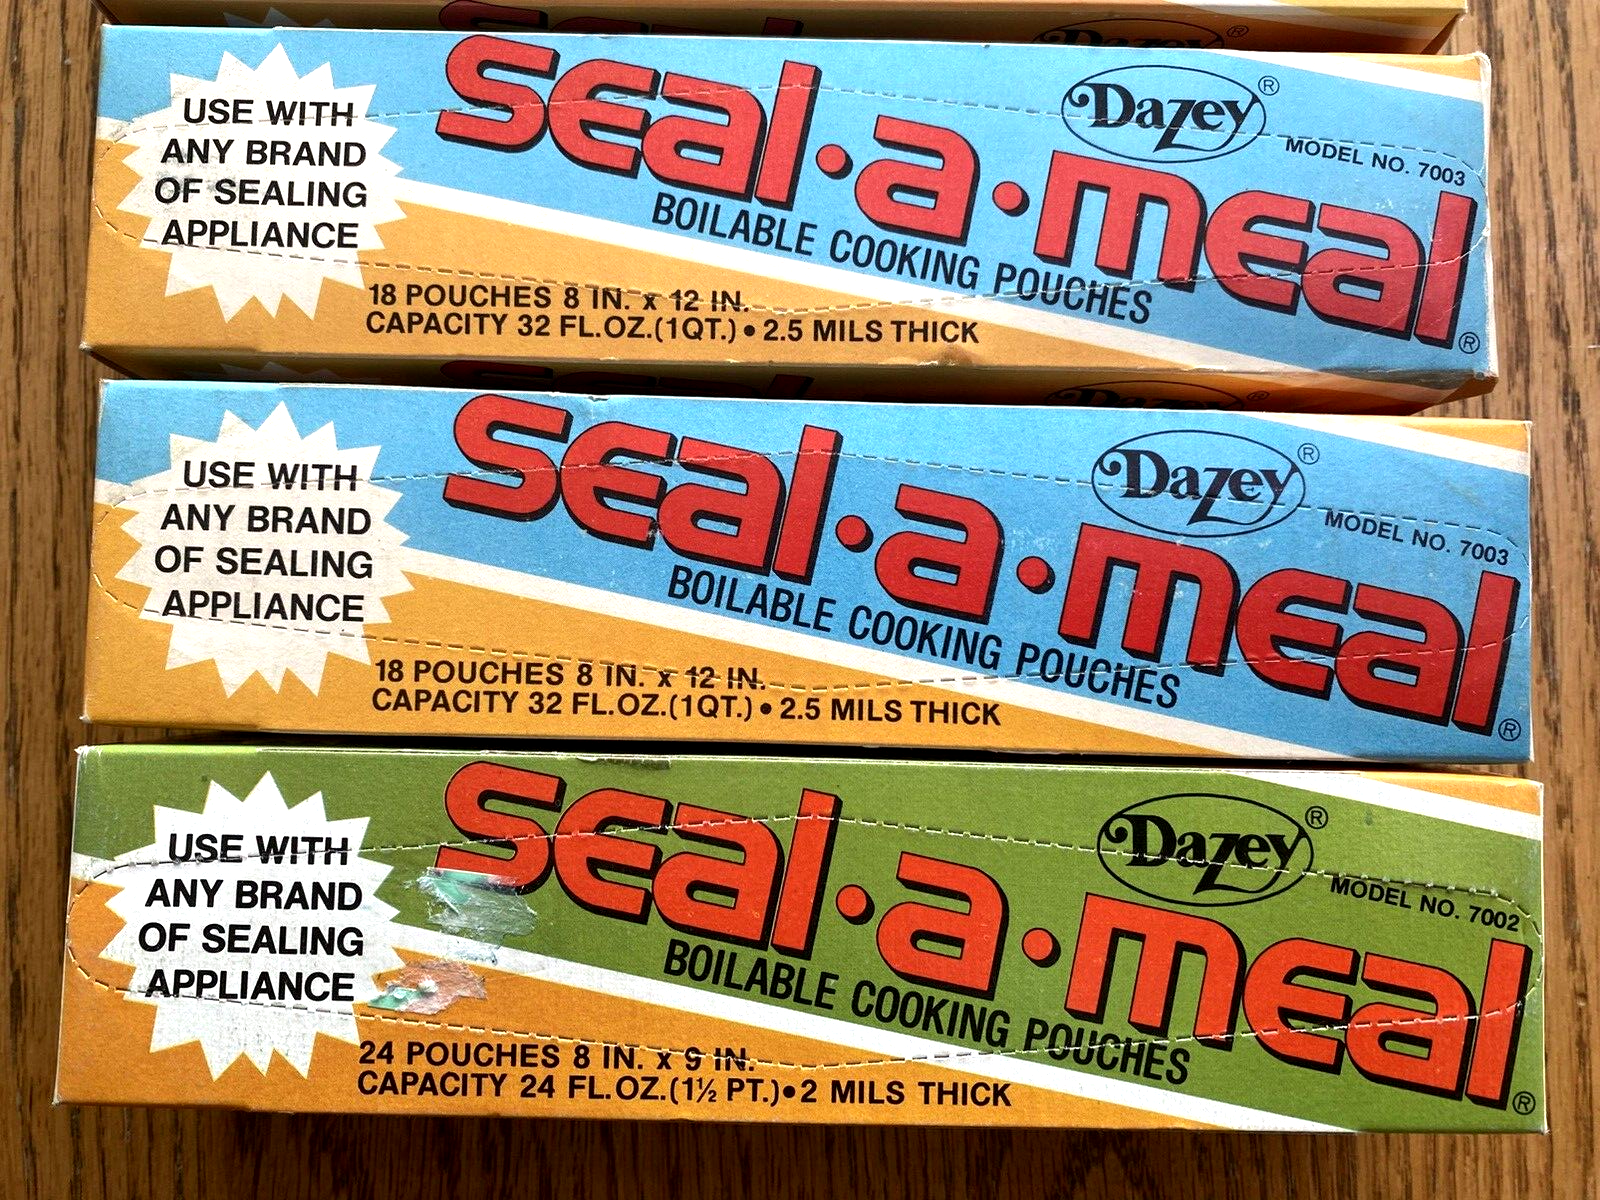 Dazey ®
USE WITH
ANY BRAND
OF SEALING
APPLIANCE
seal·a·meal®
Dazey ®
MODEL NO. 7003
BOILABLE COOKING POUCHES
18 POUCHES 8 IN. x 12 IN.
CAPACITY 32 FL.OZ.(1QT.) • 2.5 MILS THICK
Dazey ®
USE WITH
ANY BRAND
OF SEALING
APPLIANCE
seal·a·meal®
Dazey ®
MODEL NO. 7003
BOILABLE COOKING POUCHES
18 POUCHES 8 IN. x 12 IN.
CAPACITY 32 FL.OZ.(1QT.) • 2.5 MILS THICK
USE WITH
ANY BRAND
OF SEALING
APPLIANCE
seal·a·meal®
Dazey ®
MODEL NO. 7002
BOILABLE COOKING POUCHES
24 POUCHES 8 IN. x 9 IN.
CAPACITY 24 FL.OZ.(1½ PT.) • 2 MILS THICK